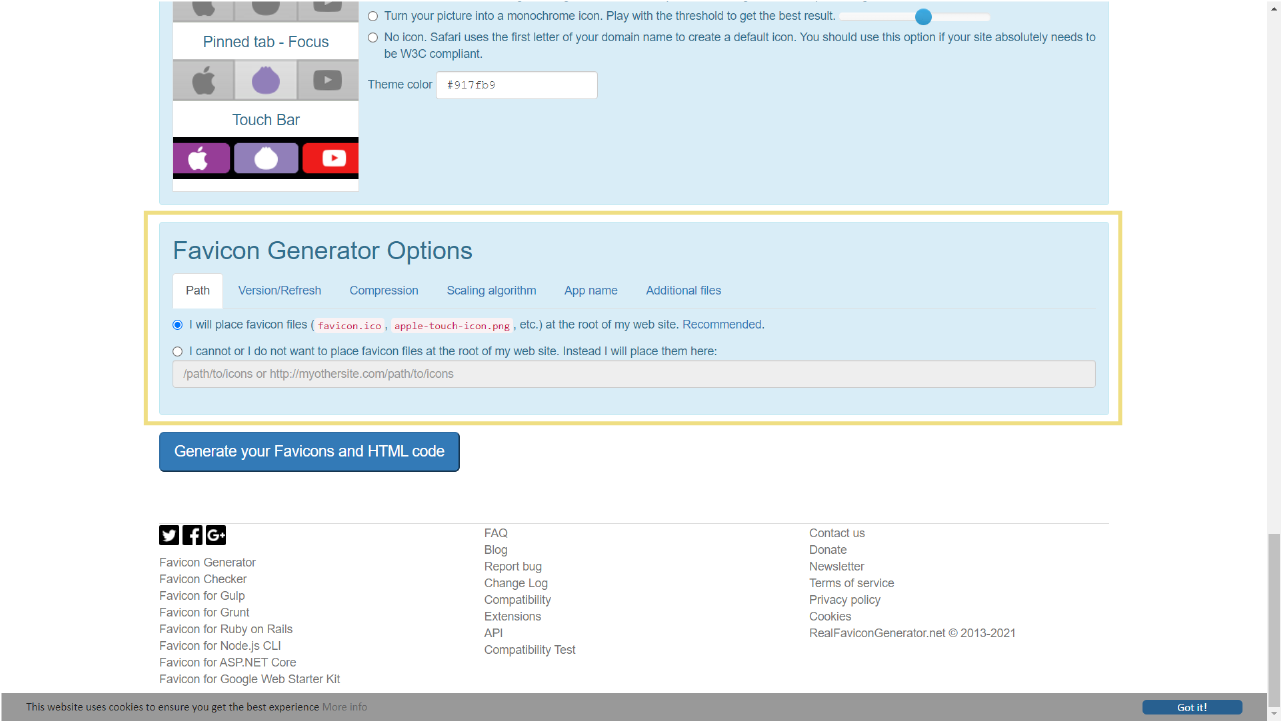 Turn your picture into a monochrome icon. Play with the threshold to get the best result.
Pinned tab - Focus
No icon. Safari uses the first letter of your domain name to create a default icon. You should use this option if your site absolutely needs to
be W3C compliant.
Theme color #917fb9
Touch Bar
Favicon Generator Options
Path Version/Refresh Compression Scaling algorithm App name Additional files
I will place favicon files ( favicon.ico , apple-touch-icon.png , etc.) at the root of my web site. Recommended.
I cannot or I do not want to place favicon files at the root of my web site. Instead I will place them here:
/path/to/icons or http://myothersite.com/path/to/icons
Generate your Favicons and HTML code
Favicon Generator
Favicon Checker
Favicon for Gulp
Favicon for Grunt
Favicon for Ruby on Rails
Favicon for Node.js CLI
Favicon for ASP.NET Core
Favicon for Google Web Starter Kit
FAQ
Blog
Report bug
Change Log
Compatibility
Extensions
API
Compatibility Test
Contact us
Donate
Newsletter
Terms of service
Privacy policy
Cookies
RealFaviconGenerator.net © 2013-2021
This website uses cookies to ensure you get the best experience More info
Got it!